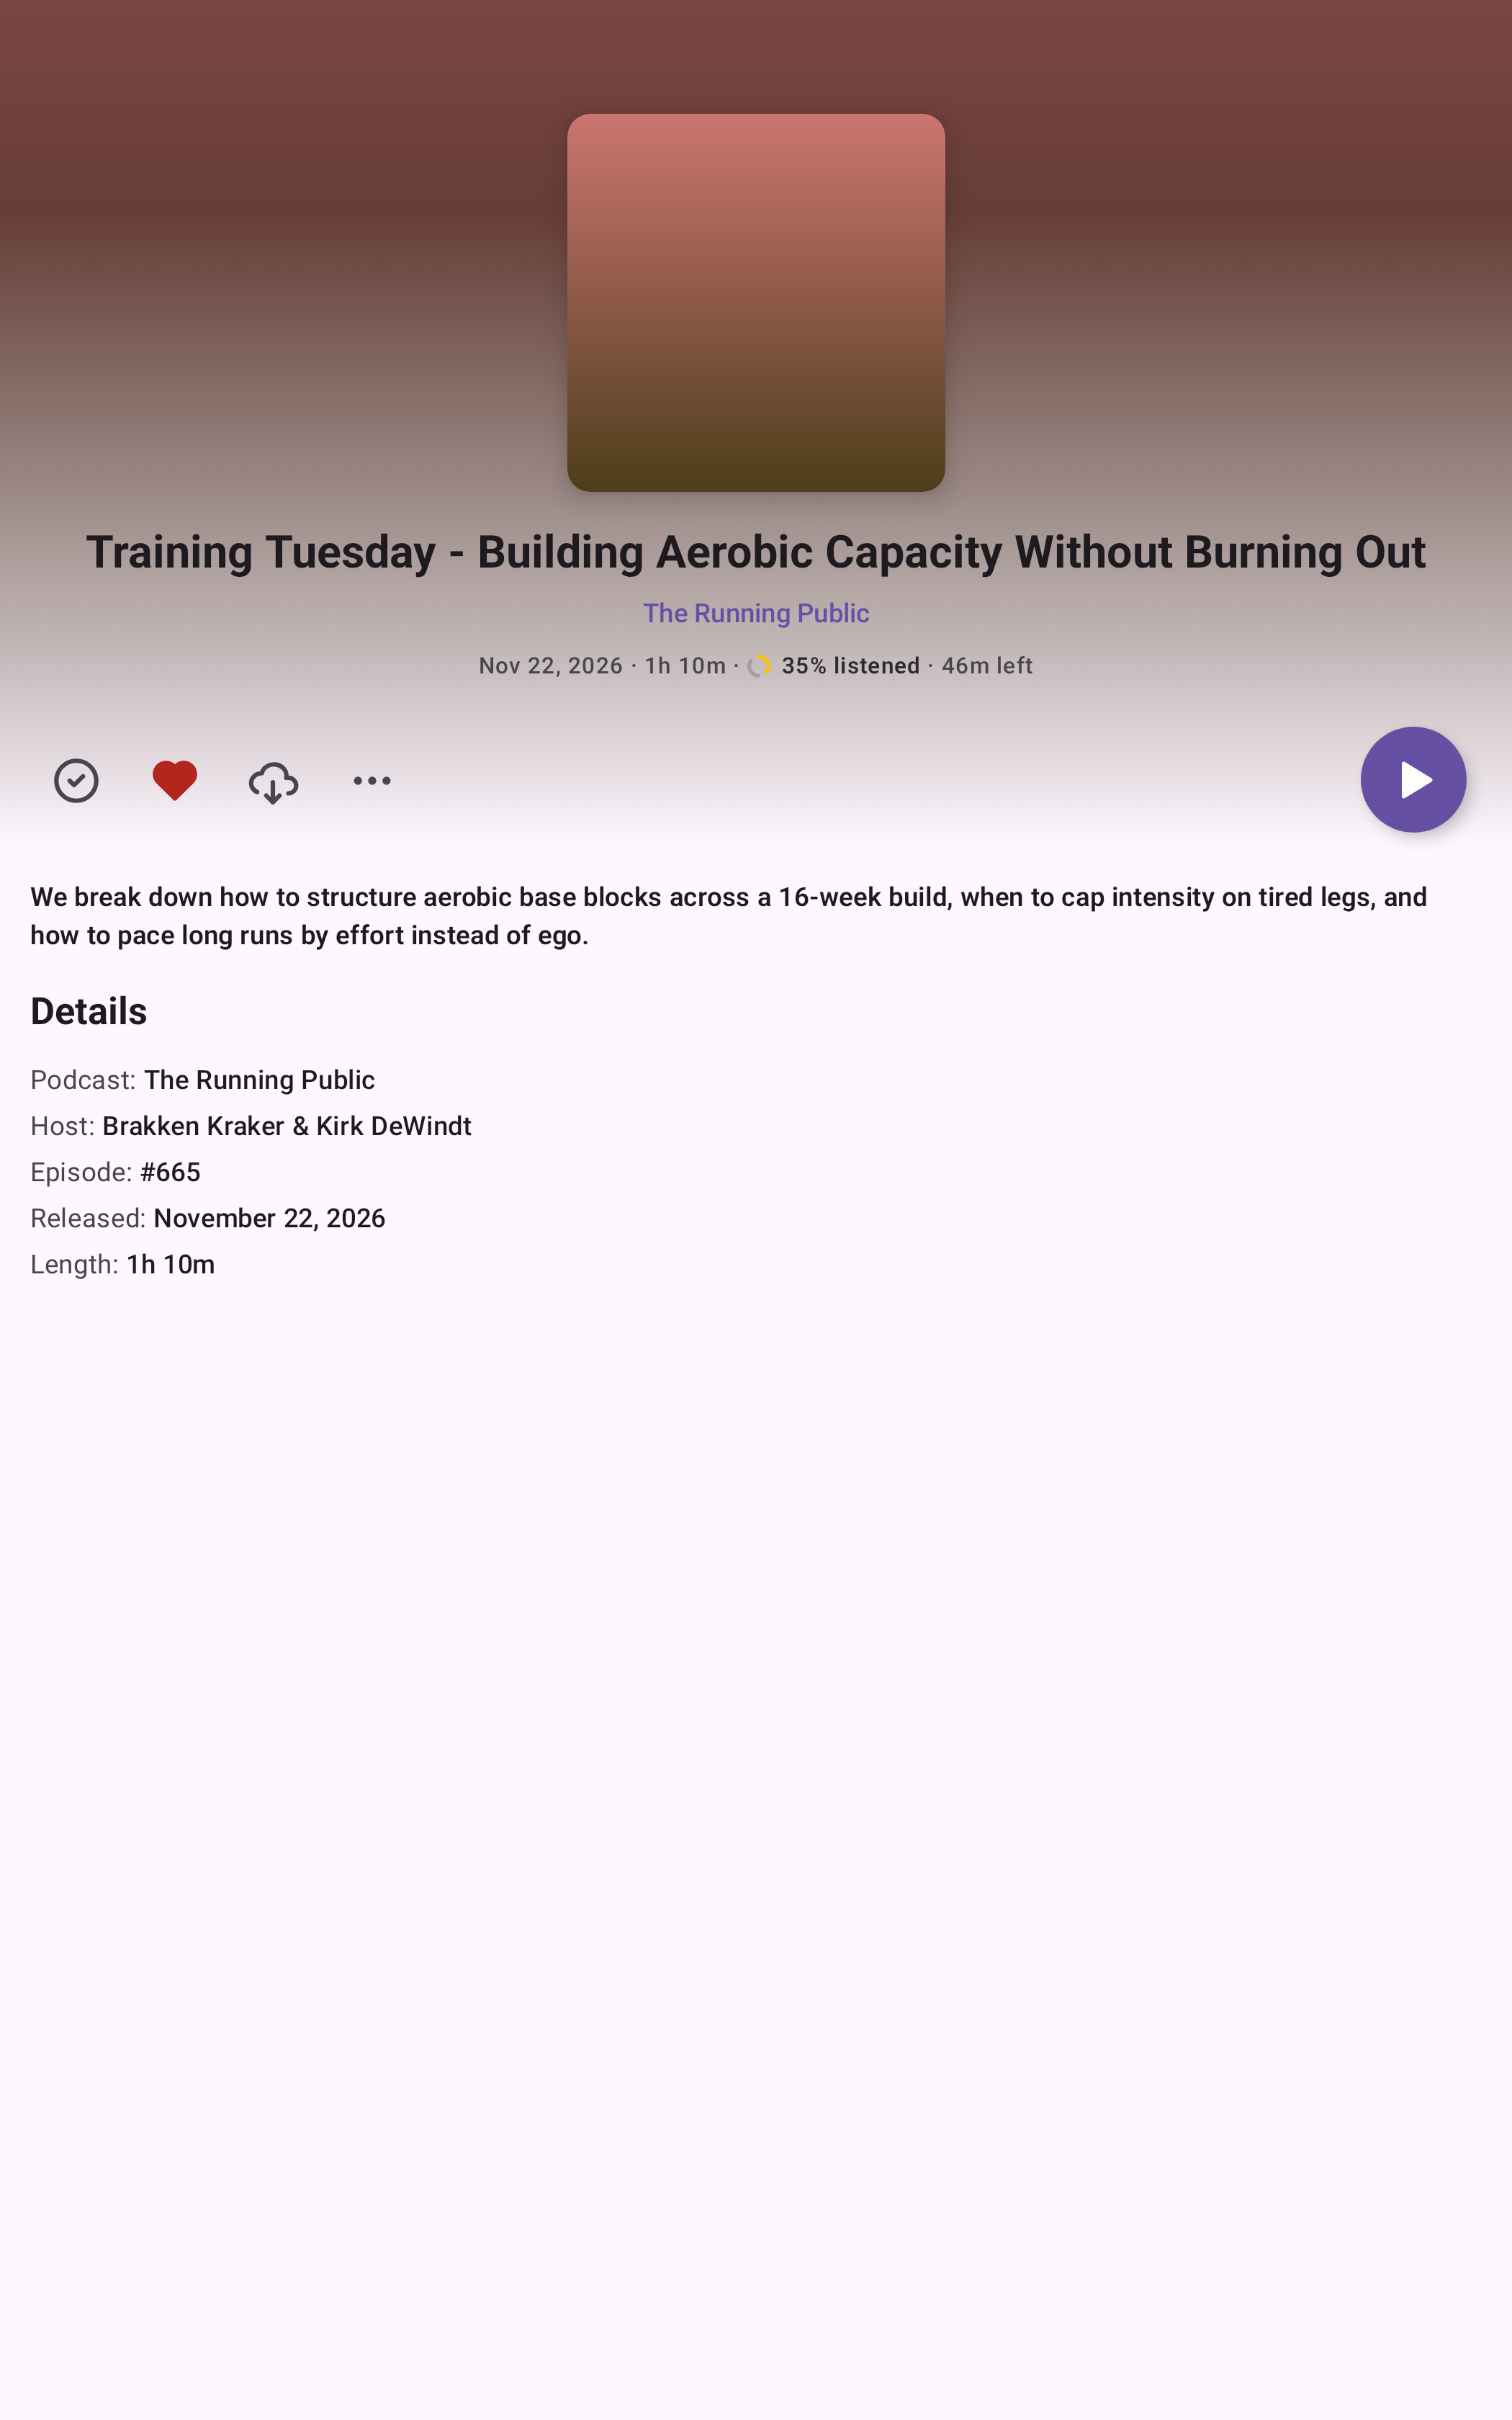 Training Tuesday - Building Aerobic Capacity Without Burning Out
The Running Public
Nov 22, 2026 · 1h 10m · 35% listened · 46m left
We break down how to structure aerobic base blocks across a 16-week build, when to cap intensity on tired legs, and
how to pace long runs by effort instead of ego.
Details
Podcast: The Running Public
Host: Brakken Kraker & Kirk DeWindt
Episode: #665
Released: November 22, 2026
Length: 1h 10m